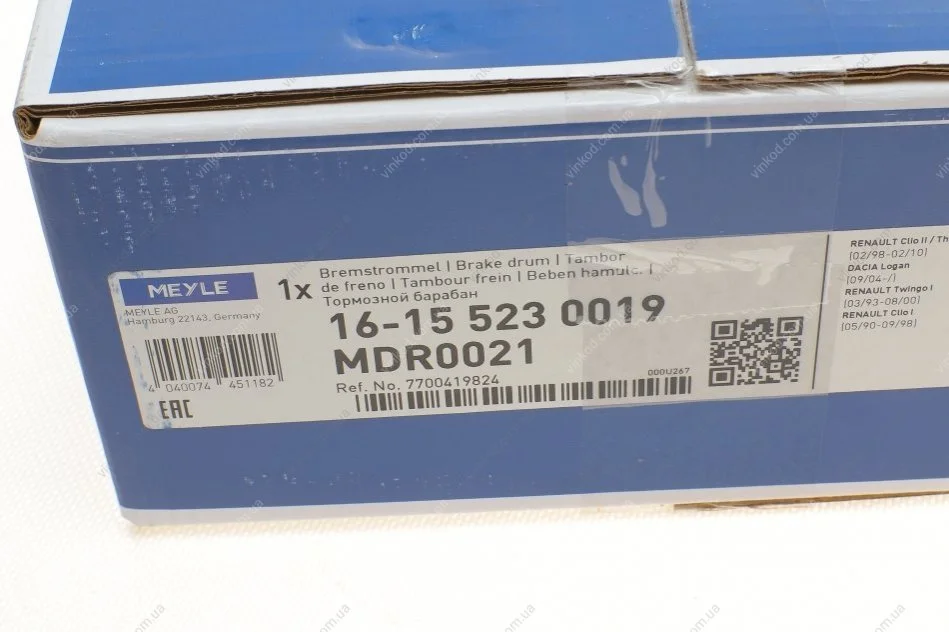 MEYLE
MEYLE AG
Hamburg 22143, Germany
4 040074 451182
EAC
1x
Bremstrommel | Brake drum | Tambor
de freno | Tambour frein | Beben hamulc. |
Тормозной барабан
16-15 523 0019
MDR0021
Ref. No. 7700419824
000U267
RENAULT Clio II / Th
(02/98-02/10)
DACIA Logan
(09/04-/)
RENAULT Twingo I
(03/93-08/00)
RENAULT Clio I
(05/90-09/98)
vinkod.com.ua